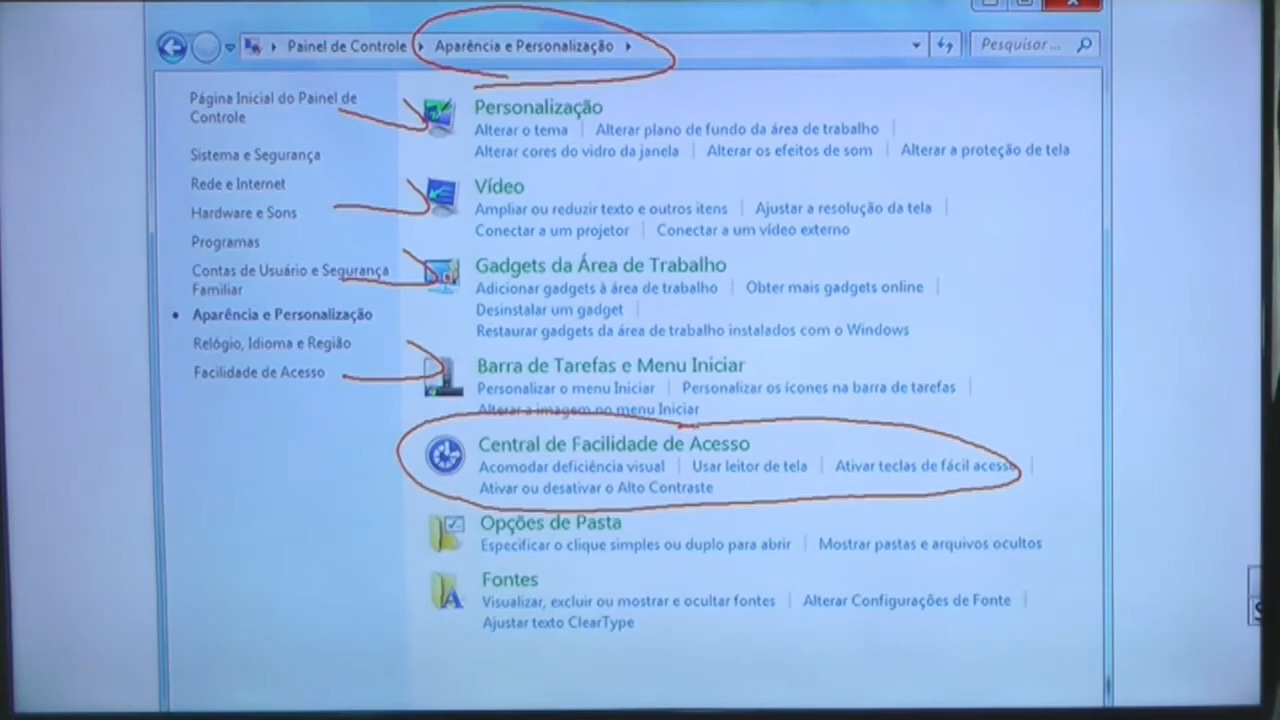 Painel de Controle Aparência e Personalização Pesquisar ...
Página Inicial do Painel de
Controle
Sistema e Segurança
Rede e Internet
Hardware e Sons
Programas
Contas de Usuário e Segurança
Familiar
Aparência e Personalização
Relógio, Idioma e Região
Facilidade de Acesso
Personalização
Alterar o tema Alterar plano de fundo da área de trabalho
Alterar cores do vidro da janela Alterar os efeitos de som Alterar a proteção de tela
Vídeo
Ampliar ou reduzir texto e outros itens Ajustar a resolução da tela
Conectar a um projetor Conectar a um vídeo externo
Gadgets da Área de Trabalho
Adicionar gadgets à área de trabalho Obter mais gadgets online
Desinstalar um gadget
Restaurar gadgets da área de trabalho instalados com o Windows
Barra de Tarefas e Menu Iniciar
Personalizar o menu Iniciar Personalizar os ícones na barra de tarefas
Alterar a imagem no menu Iniciar
Central de Facilidade de Acesso
Acomodar deficiência visual Usar leitor de tela Ativar teclas de fácil acesso
Ativar ou desativar o Alto Contraste
Opções de Pasta
Especificar o clique simples ou duplo para abrir Mostrar pastas e arquivos ocultos
Fontes
Visualizar, excluir ou mostrar e ocultar fontes Alterar Configurações de Fonte
Ajustar texto ClearType